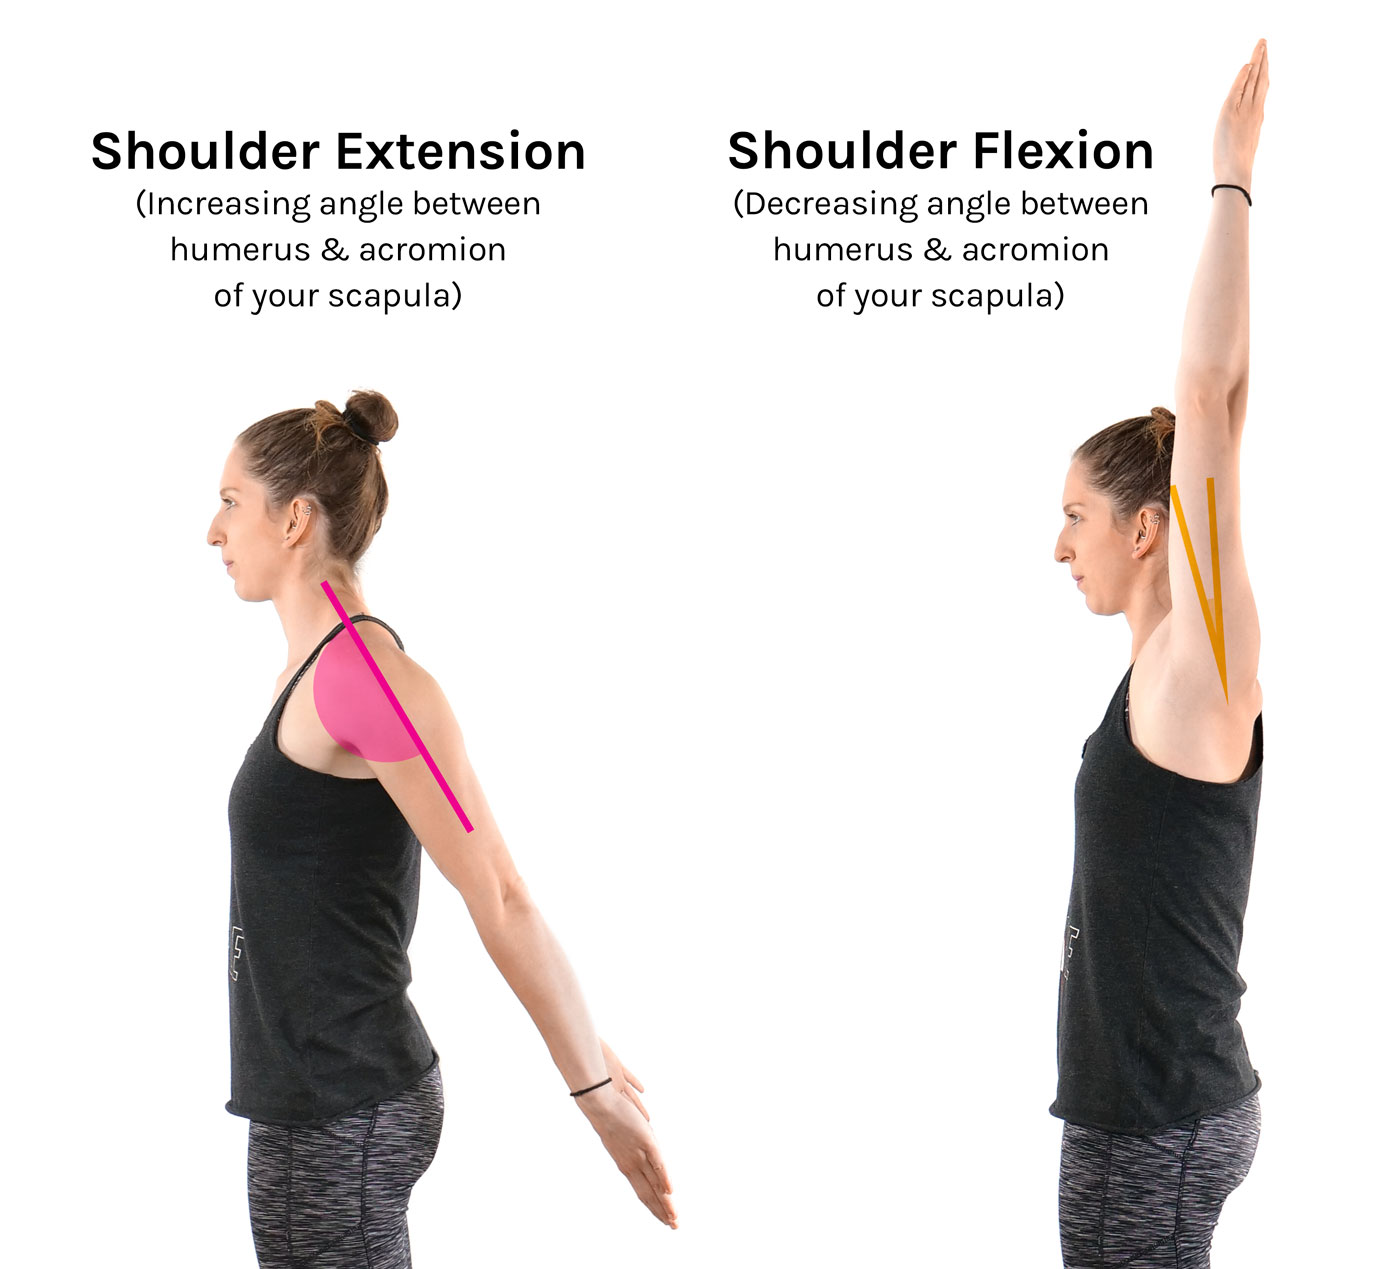 Shoulder Extension
(Increasing angle between
humerus & acromion
of your scapula)
Shoulder Flexion
(Decreasing angle between
humerus & acromion
of your scapula)